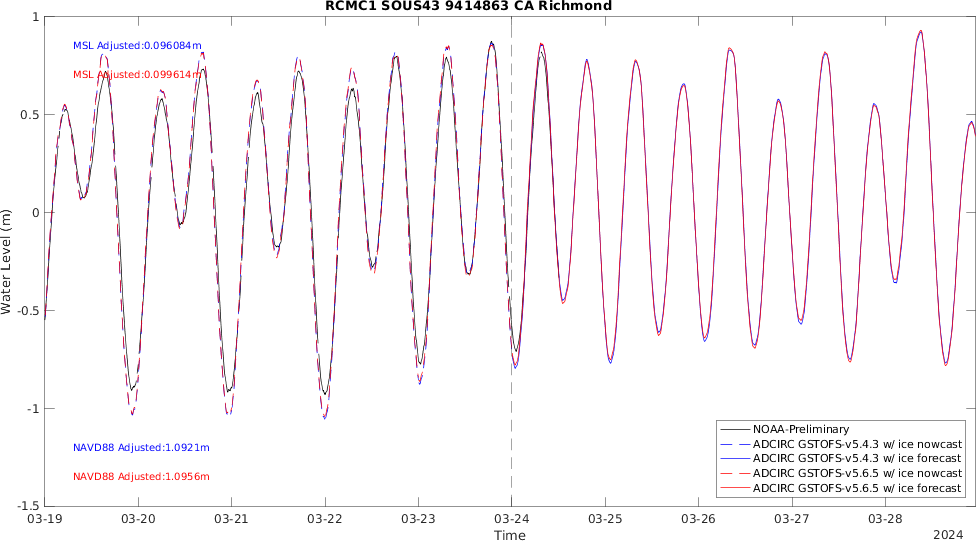 RCMC1 SOUS43 9414863 CA Richmond
1
MSL Adjusted:0.096084m
MSL Adjusted:0.099614m
0.5
0
Water Level (m)
-0.5
-1
NAVD88 Adjusted:1.0921m
NAVD88 Adjusted:1.0956m
NOAA-Preliminary
ADCIRC GSTOFS-v5.4.3 w/ ice nowcast
ADCIRC GSTOFS-v5.4.3 w/ ice forecast
ADCIRC GSTOFS-v5.6.5 w/ ice nowcast
ADCIRC GSTOFS-v5.6.5 w/ ice forecast
-1.5
03-19 03-20 03-21 03-22 03-23 03-24 03-25 03-26 03-27 03-28
Time
2024